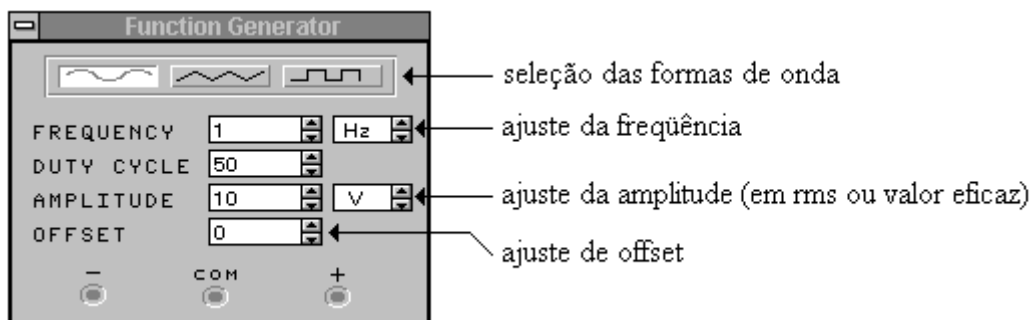 Function Generator
seleção das formas de onda
FREQUENCY 1 Hz ajuste da freqüência
DUTY CYCLE 50
AMPLITUDE 10 V ajuste da amplitude (em rms ou valor eficaz)
OFFSET 0
ajuste de offset
- COM +